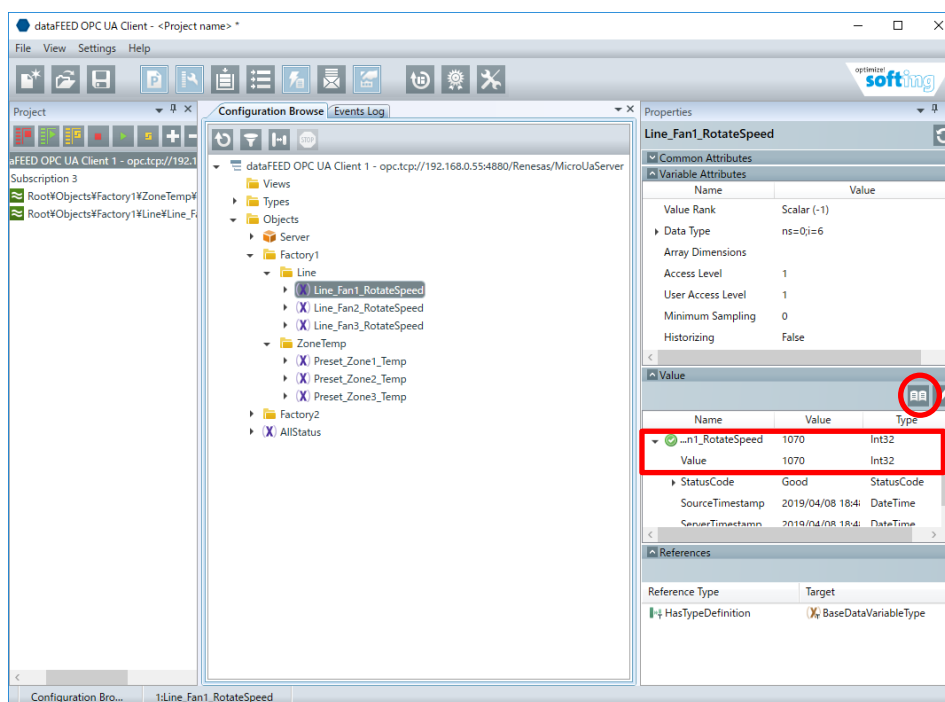 dataFEED OPC UA Client - <Project name> *
File View Settings Help
optimize!
softing
Project
aFEED OPC UA Client 1 - opc.tcp://192.1
Subscription 3
Root¥Objects¥Factory1¥ZoneTemp¥
Root¥Objects¥Factory1¥Line¥Line_Fa
Configuration Browse Events Log
STOP
dataFEED OPC UA Client 1 - opc.tcp://192.168.0.55:4880/Renesas/MicroUaServer
Views
Types
Objects
Server
Factory1
Line
(X) Line_Fan1_RotateSpeed
(X) Line_Fan2_RotateSpeed
(X) Line_Fan3_RotateSpeed
ZoneTemp
(X) Preset_Zone1_Temp
(X) Preset_Zone2_Temp
(X) Preset_Zone3_Temp
Factory2
(X) AllStatus
Properties
Line_Fan1_RotateSpeed
Common Attributes
Variable Attributes
Name Value
Value Rank Scalar (-1)
Data Type ns=0;i=6
Array Dimensions
Access Level 1
User Access Level 1
Minimum Sampling 0
Historizing False
Value
Name Value Type
...n1_RotateSpeed 1070 Int32
Value 1070 Int32
StatusCode Good StatusCode
SourceTimestamp 2019/04/08 18:4 DateTime
ServerTimestamp 2019/04/08 18:4 DateTime
References
Reference Type Target
HasTypeDefinition BaseDataVariableType
Configuration Bro... 1:Line_Fan1_RotateSpeed